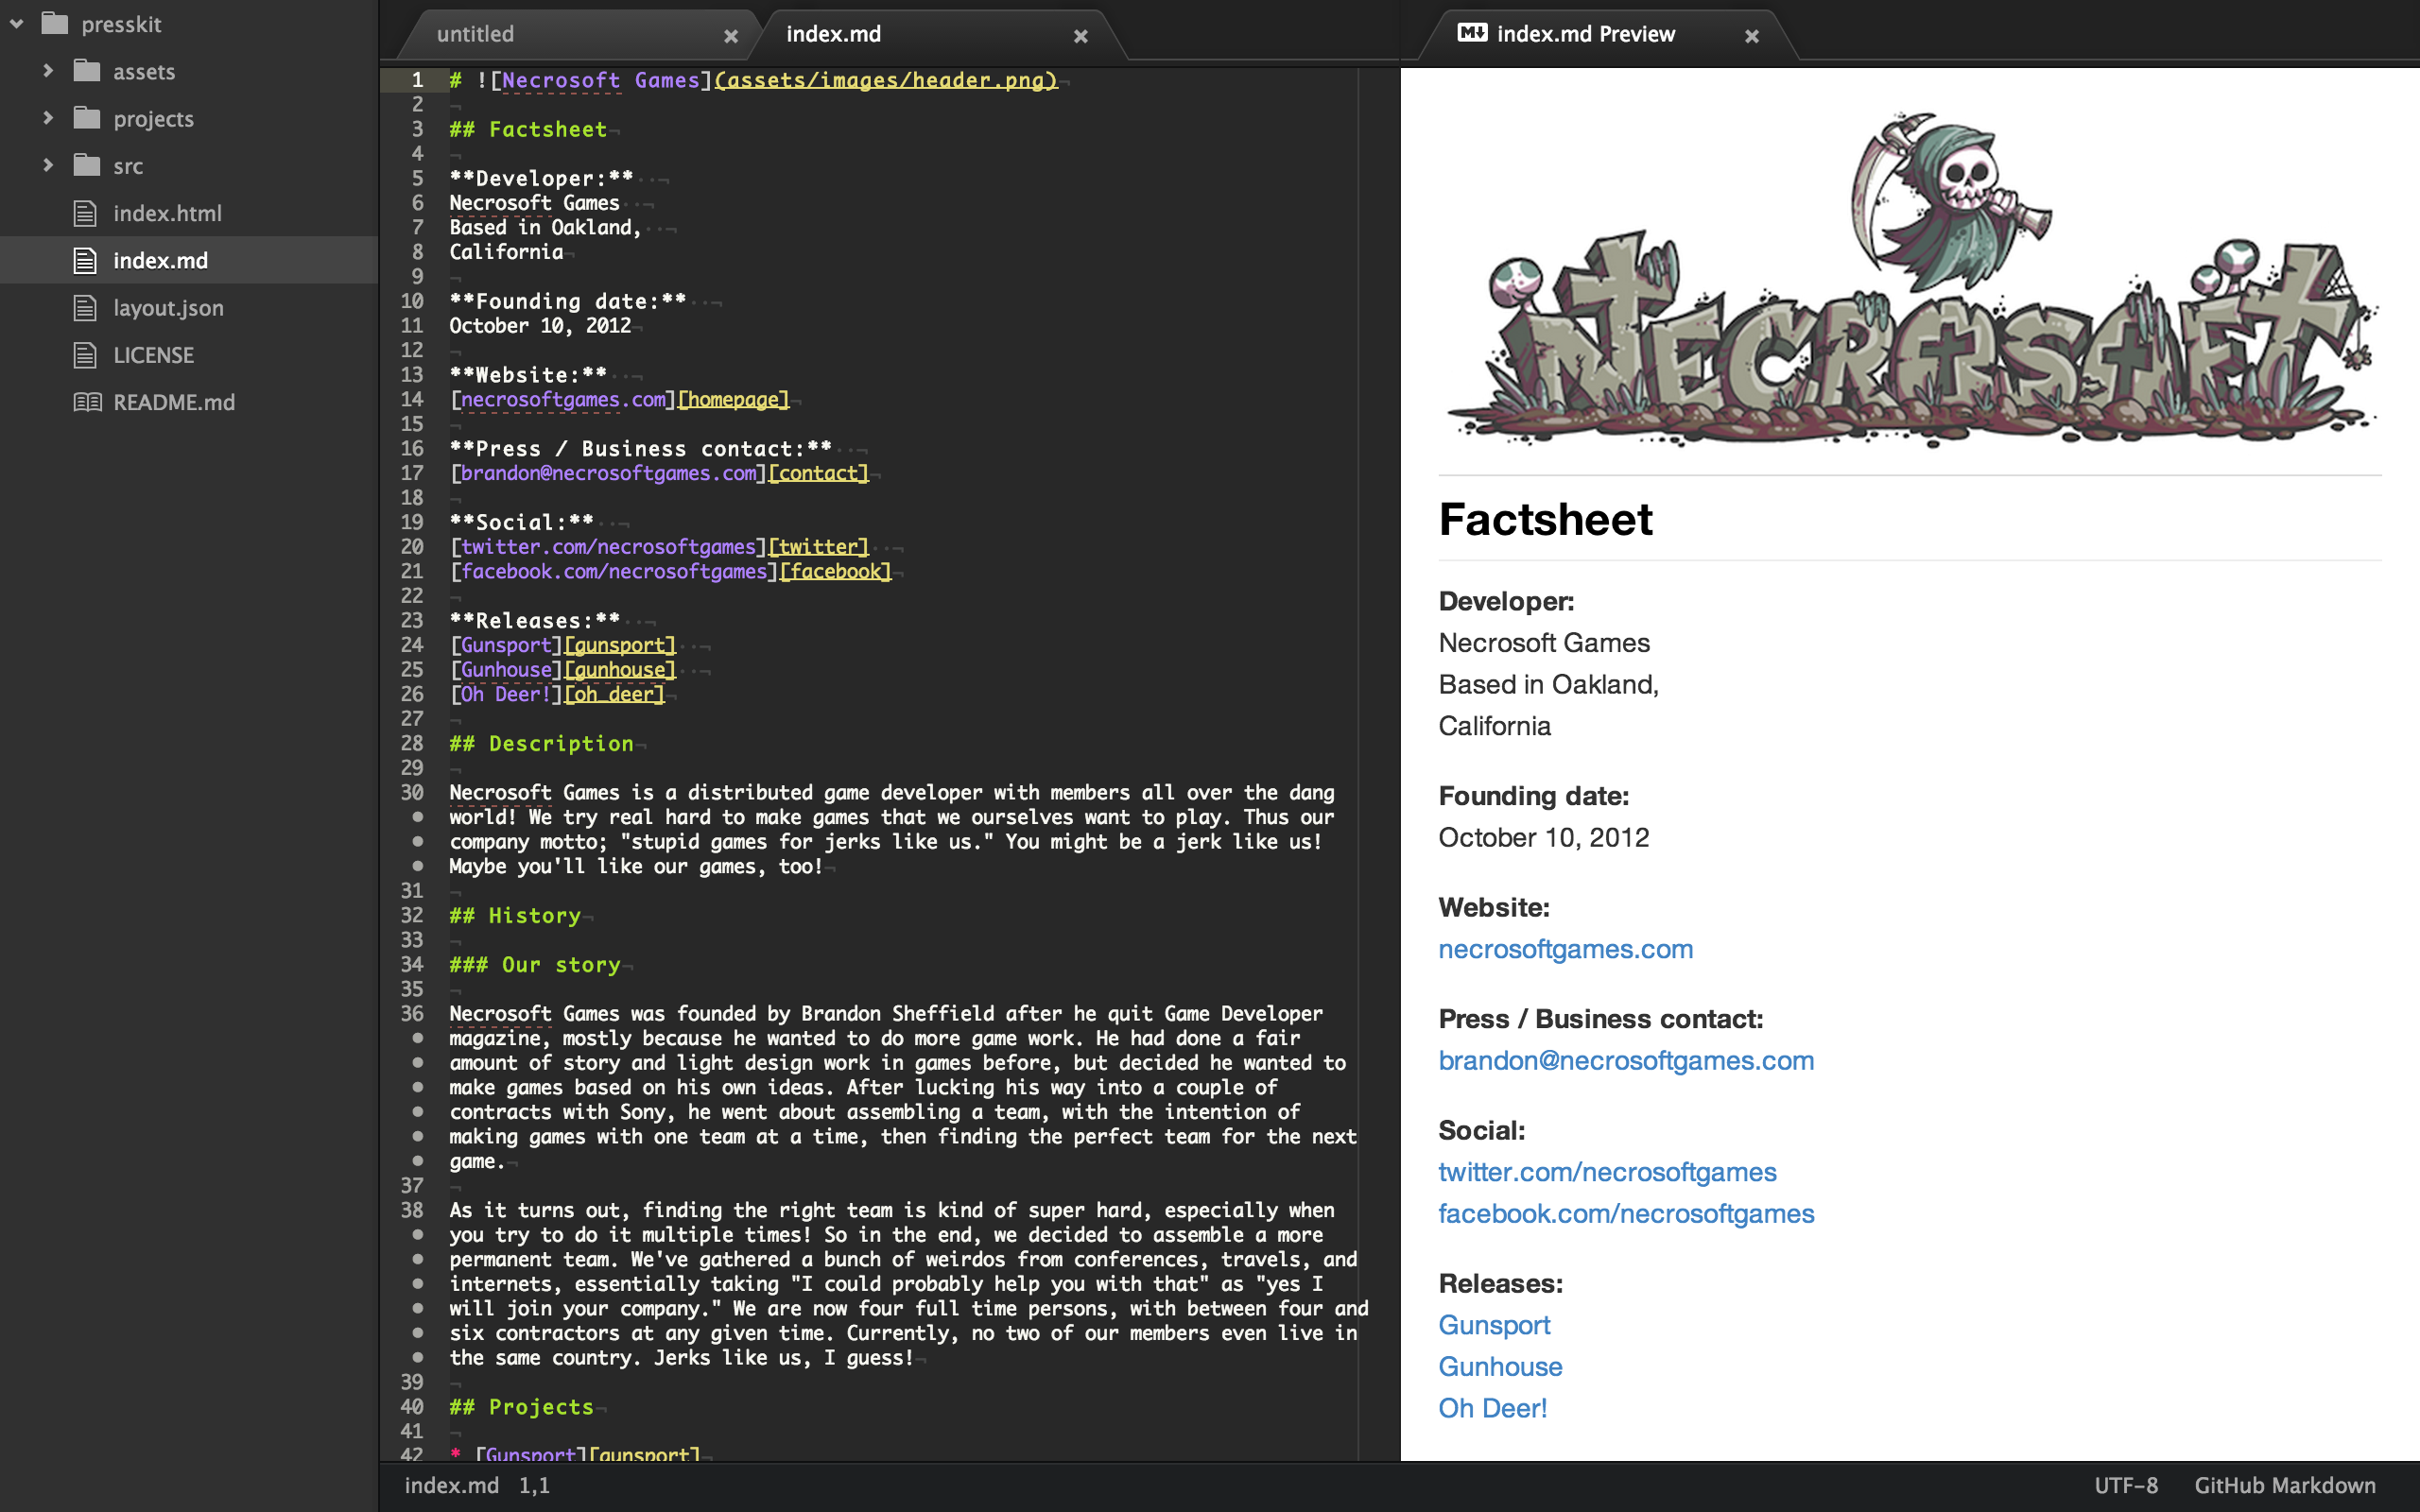 presskit
assets
projects
src
index.html
index.md
layout.json
LICENSE
README.md
untitled
index.md
index.md Preview
1 # ![Necrosoft Games](assets/images/header.png)¬
2 ¬
3 ## Factsheet¬
4 ¬
5 **Developer:**··¬
6 Necrosoft Games··¬
7 Based in Oakland,··¬
8 California¬
9 ¬
10 **Founding date:**··¬
11 October 10, 2012¬
12 ¬
13 **Website:**··¬
14 [necrosoftgames.com][homepage]¬
15 ¬
16 **Press / Business contact:**··¬
17 [brandon@necrosoftgames.com][contact]¬
18 ¬
19 **Social:**··¬
20 [twitter.com/necrosoftgames][twitter]··¬
21 [facebook.com/necrosoftgames][facebook]¬
22 ¬
23 **Releases:**··¬
24 [Gunsport][gunsport]··¬
25 [Gunhouse][gunhouse]··¬
26 [Oh Deer!][oh_deer]¬
27 ¬
28 ## Description¬
29 ¬
30 Necrosoft Games is a distributed game developer with members all over the dang
• world! We try real hard to make games that we ourselves want to play. Thus our
• company motto; "stupid games for jerks like us." You might be a jerk like us!
• Maybe you'll like our games, too!¬
31 ¬
32 ## History¬
33 ¬
34 ### Our story¬
35 ¬
36 Necrosoft Games was founded by Brandon Sheffield after he quit Game Developer
• magazine, mostly because he wanted to do more game work. He had done a fair
• amount of story and light design work in games before, but decided he wanted to
• make games based on his own ideas. After lucking his way into a couple of
• contracts with Sony, he went about assembling a team, with the intention of
• making games with one team at a time, then finding the perfect team for the next
• game.¬
37 ¬
38 As it turns out, finding the right team is kind of super hard, especially when
• you try to do it multiple times! So in the end, we decided to assemble a more
• permanent team. We've gathered a bunch of weirdos from conferences, travels, and
• internets, essentially taking "I could probably help you with that" as "yes I
• will join your company." We are now four full time persons, with between four and
• six contractors at any given time. Currently, no two of our members even live in
• the same country. Jerks like us, I guess!¬
39 ¬
40 ## Projects¬
41 ¬
42 * [Gunsport][gunsport]¬
NECROSOFT
Factsheet
Developer:
Necrosoft Games
Based in Oakland,
California
Founding date:
October 10, 2012
Website:
necrosoftgames.com
Press / Business contact:
brandon@necrosoftgames.com
Social:
twitter.com/necrosoftgames
facebook.com/necrosoftgames
Releases:
Gunsport
Gunhouse
Oh Deer!
index.md 1,1
UTF-8 GitHub Markdown